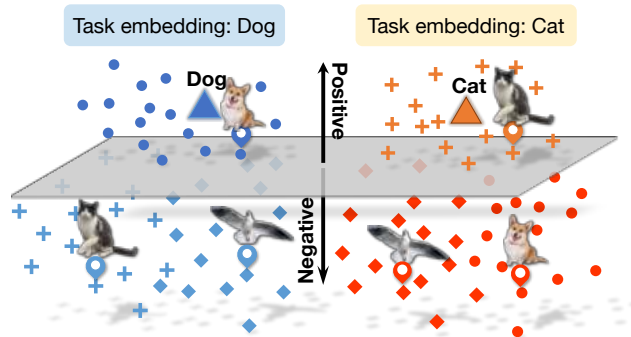 Task embedding: Dog
Task embedding: Cat
Dog
Positive
Cat
Negative